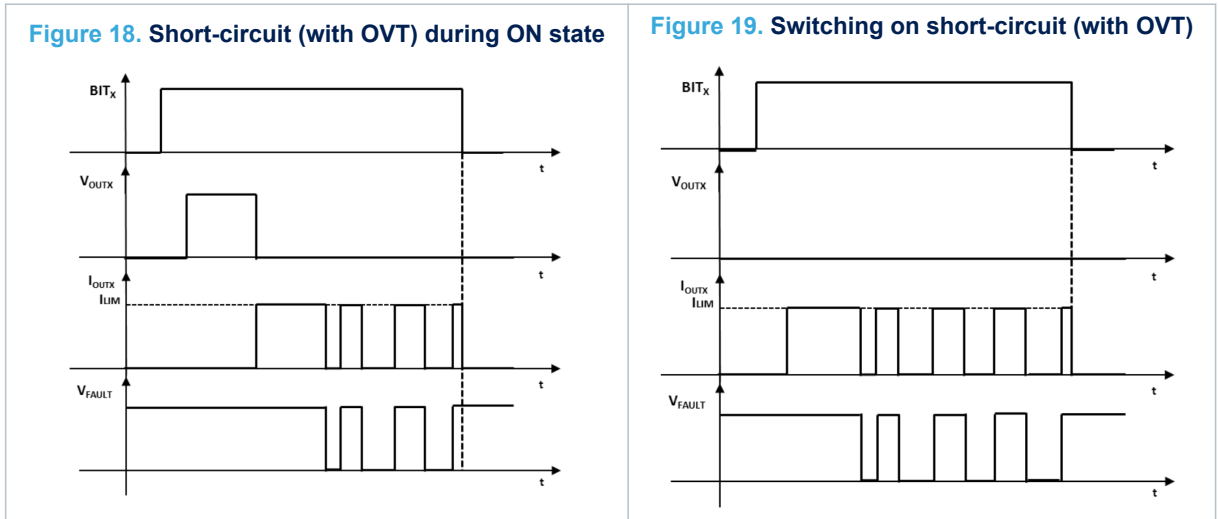 Figure 18. Short-circuit (with OVT) during ON state
BITX
t
VOUTX
t
IOUTX
ILIM
t
VFAULT
t
Figure 19. Switching on short-circuit (with OVT)
BITX
t
VOUTX
t
IOUTX
ILIM
t
VFAULT
t